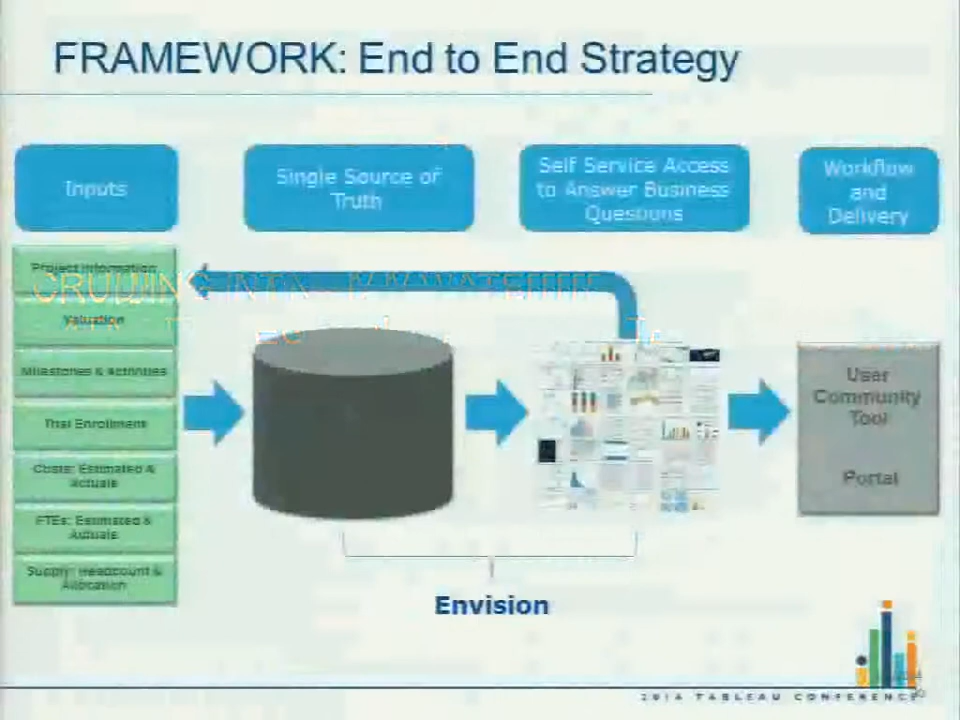 FRAMEWORK: End to End Strategy
Inputs
Single Source of
Truth
Self Service Access
to Answer Business
Questions
Workflow
and
Delivery
Project Information
Valuation
Milestones & Activities
Trial Enrollment
Costs: Estimated &
Actuals
FTEs: Estimated &
Actuals
Supply: Headcount &
Allocation
User
Community
Tool
Portal
Envision
2014 TABLEAU CONFERENCE